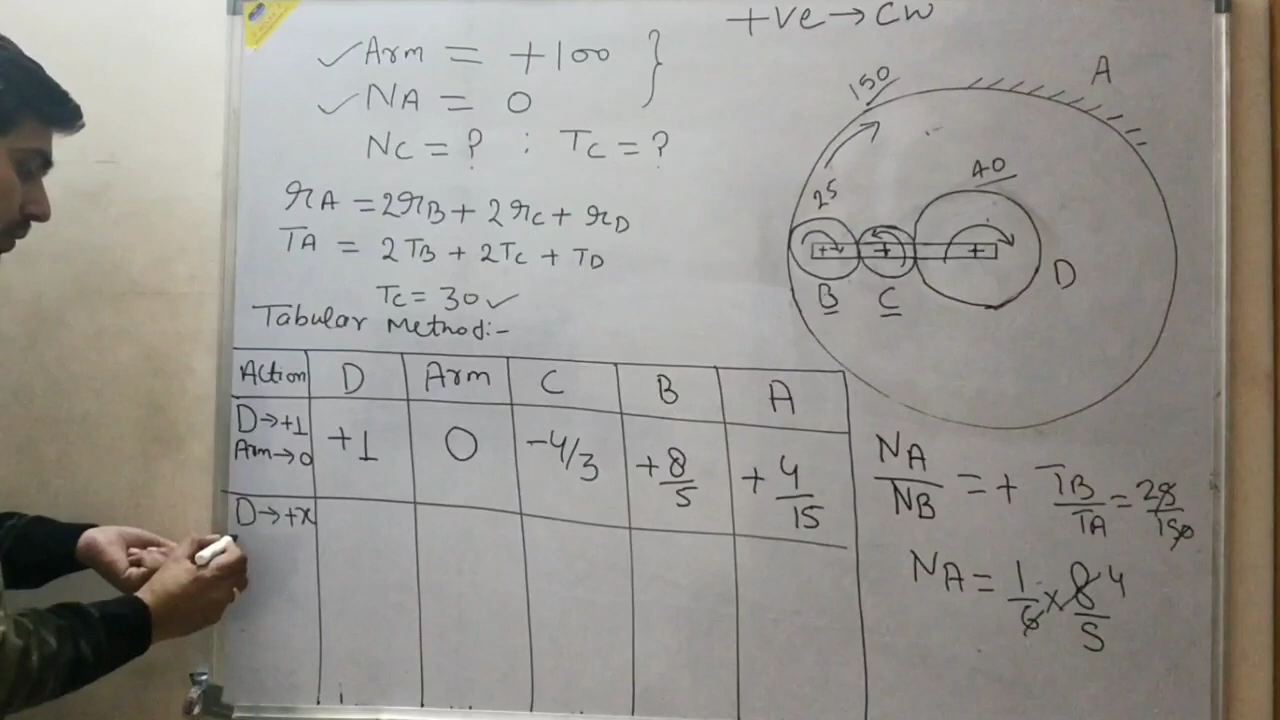 +ve → CW
✓ Arm = +100 }
✓ NA = 0
NC = ? : TC = ?
rA = 2rB + 2rC + rD
TA = 2TB + 2TC + TD
TC = 30 ✓
Tabular Method:-
Action D Arm C B A
D→+1
Arm→0 +1 0 -4/3 +8/5 +4/15
D→+x
150
A
40
25
B C D
NA/NB = + TB/TA = 25/150
NA = 1/6 × 8/5 4